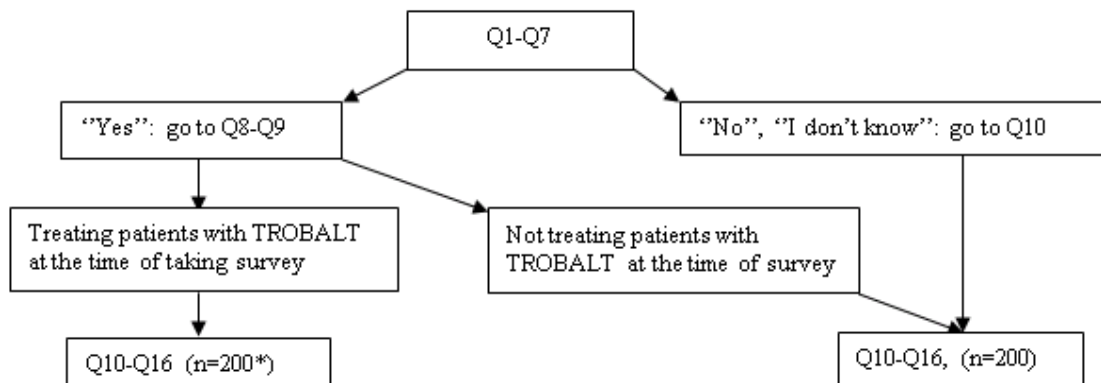 Q1-Q7
‘‘Yes’’: go to Q8-Q9
‘‘No’’, ‘‘I don’t know’’: go to Q10
Treating patients with TROBALT
at the time of taking survey
Not treating patients with
TROBALT at the time of survey
Q10-Q16 (n=200*)
Q10-Q16, (n=200)